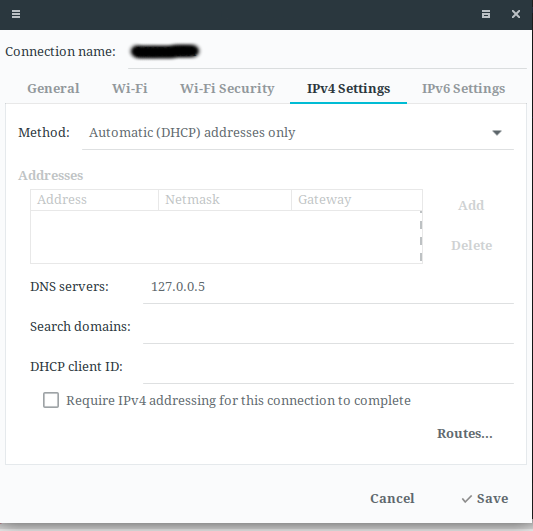 Connection name:
General Wi-Fi Wi-Fi Security IPv4 Settings IPv6 Settings
Method: Automatic (DHCP) addresses only
Addresses
Address Netmask Gateway
Add
Delete
DNS servers: 127.0.0.5
Search domains:
DHCP client ID:
Require IPv4 addressing for this connection to complete
Routes...
Cancel Save